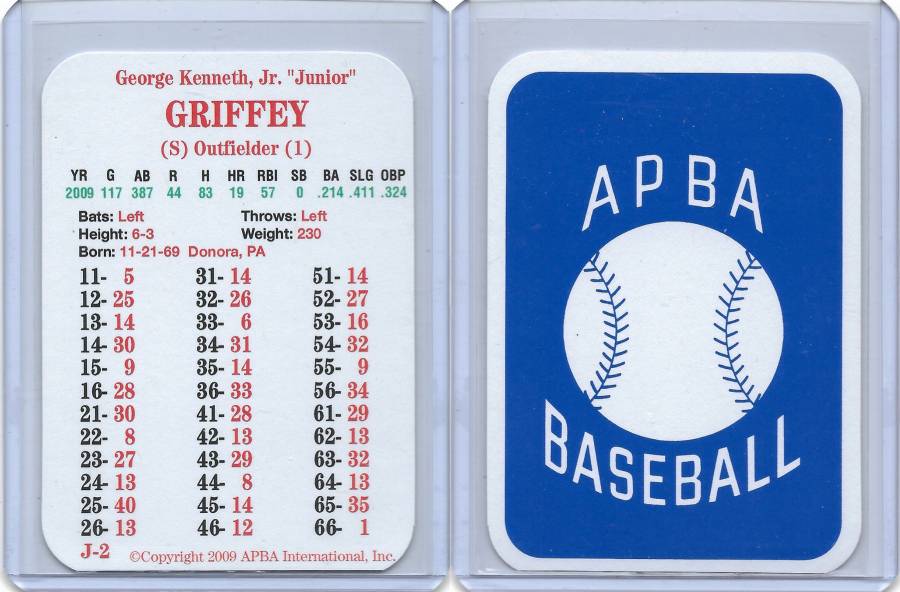 George Kenneth, Jr. "Junior"
GRIFFEY
(S) Outfielder (1)
YR G AB R H HR RBI SB BA SLG OBP
2009 117 387 44 83 19 57 0 .214 .411 .324
Bats: Left Throws: Left
Height: 6-3 Weight: 230
Born: 11-21-69 Donora, PA
11- 5 31- 14 51- 14
12- 25 32- 26 52- 27
13- 14 33- 6 53- 16
14- 30 34- 31 54- 32
15- 9 35- 14 55- 9
16- 28 36- 33 56- 34
21- 30 41- 28 61- 29
22- 8 42- 13 62- 13
23- 27 43- 29 63- 32
24- 13 44- 8 64- 13
25- 40 45- 14 65- 35
26- 13 46- 12 66- 1
J-2 ©Copyright 2009 APBA International, Inc.
APBA
BASEBALL